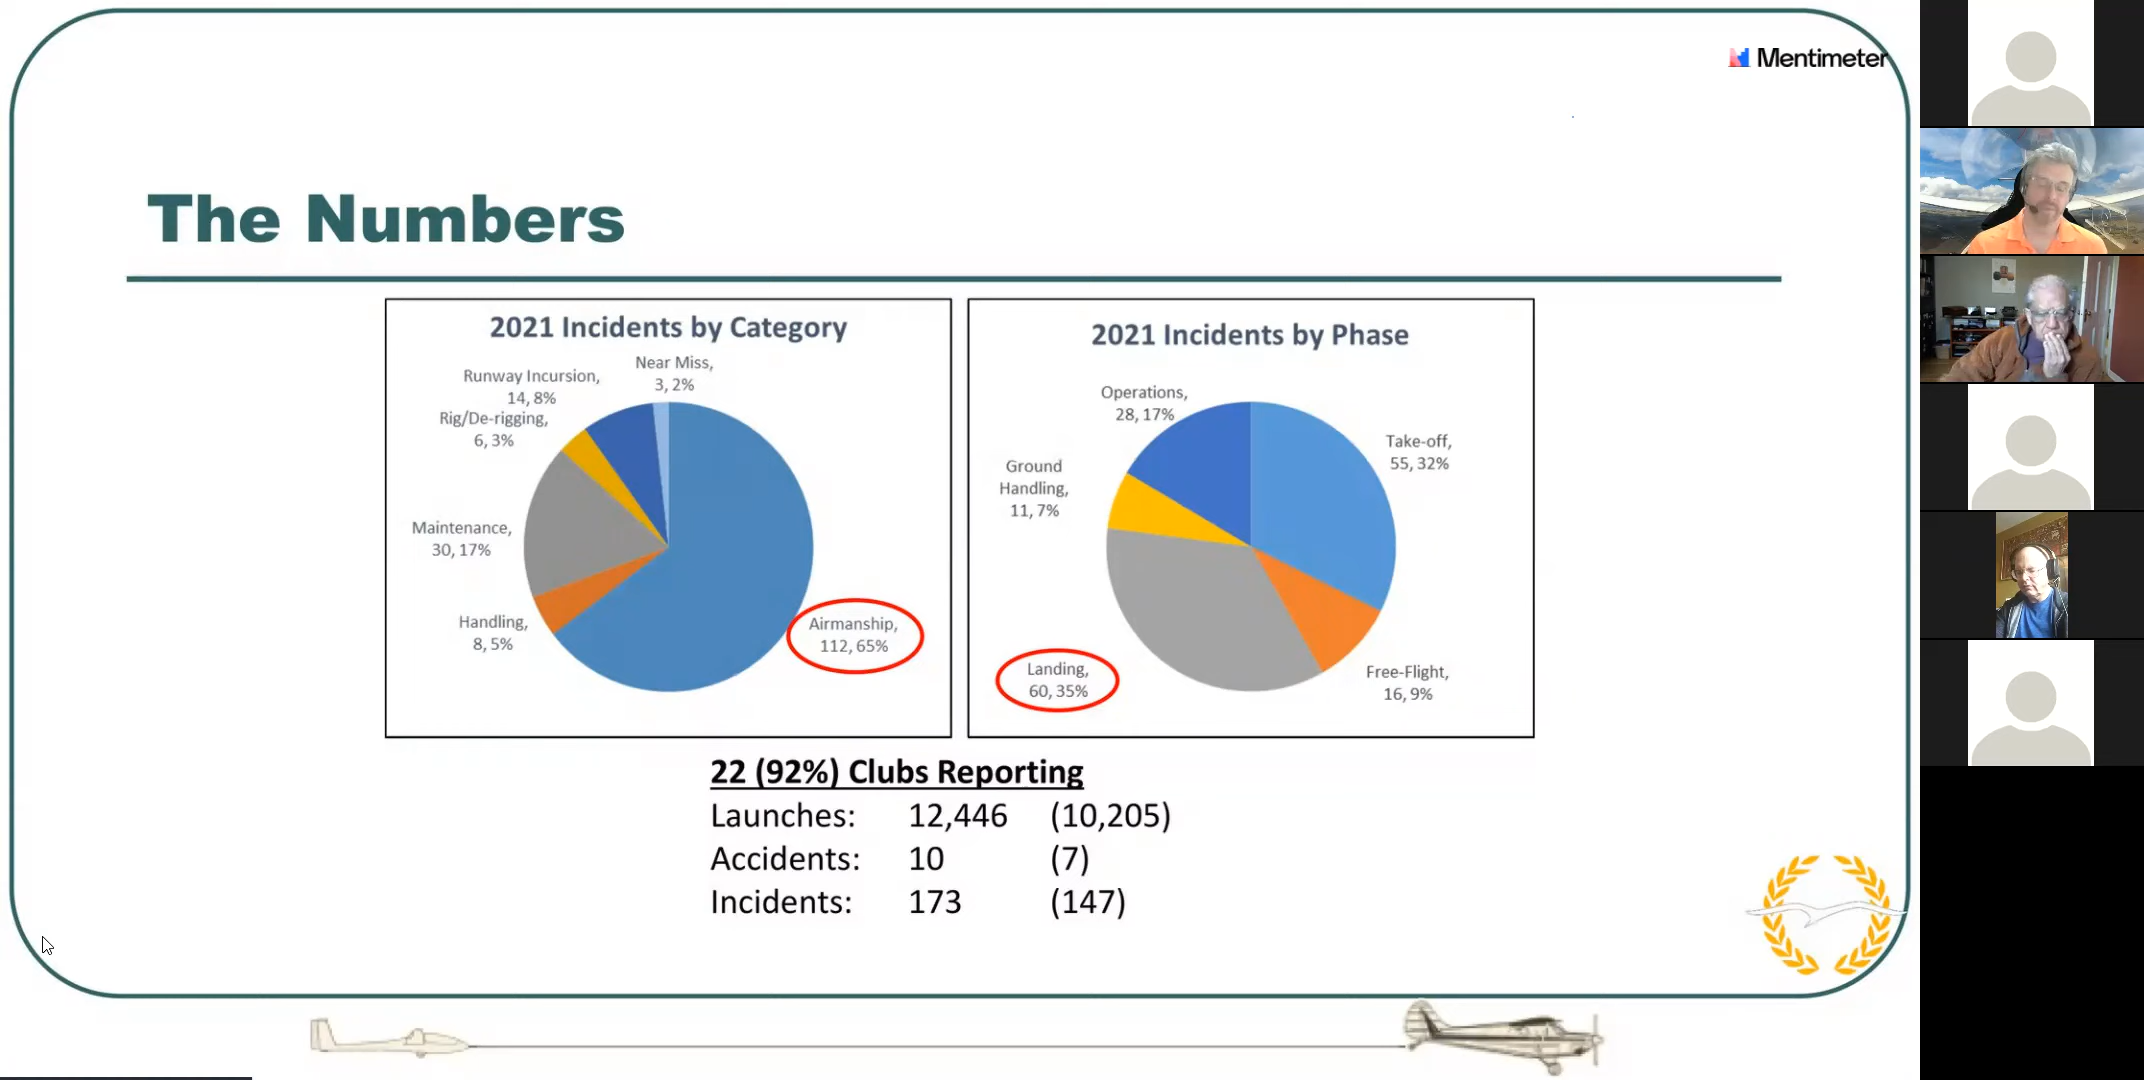 Mentimeter
The Numbers
2021 Incidents by Category
Near Miss,
3, 2%
Runway Incursion,
14, 8%
Rig/De-rigging,
6, 3%
Maintenance,
30, 17%
Handling,
8, 5%
Airmanship,
112, 65%
2021 Incidents by Phase
Operations,
28, 17%
Take-off,
55, 32%
Ground
Handling,
11, 7%
Landing,
60, 35%
Free-Flight,
16, 9%
22 (92%) Clubs Reporting
Launches: 12,446 (10,205)
Accidents: 10 (7)
Incidents: 173 (147)